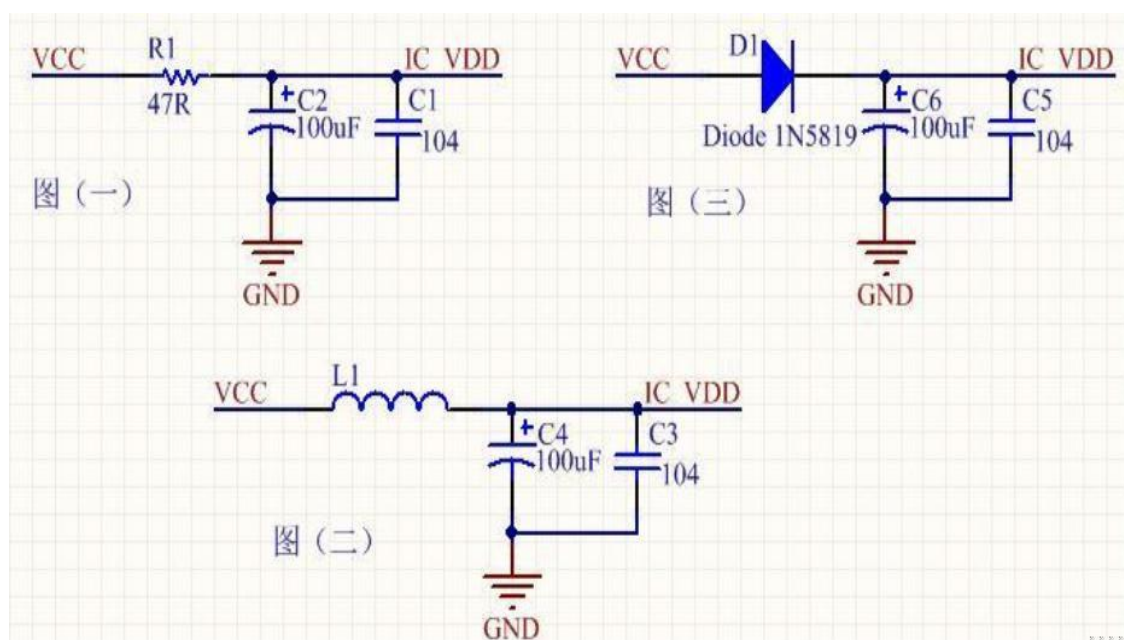 VCC
R1
47R
IC VDD
C2
100uF
C1
104
图（一）
GND
VCC
D1
Diode 1N5819
IC VDD
C6
100uF
C5
104
图（三）
GND
VCC
L1
IC VDD
C4
100uF
C3
104
图（二）
GND